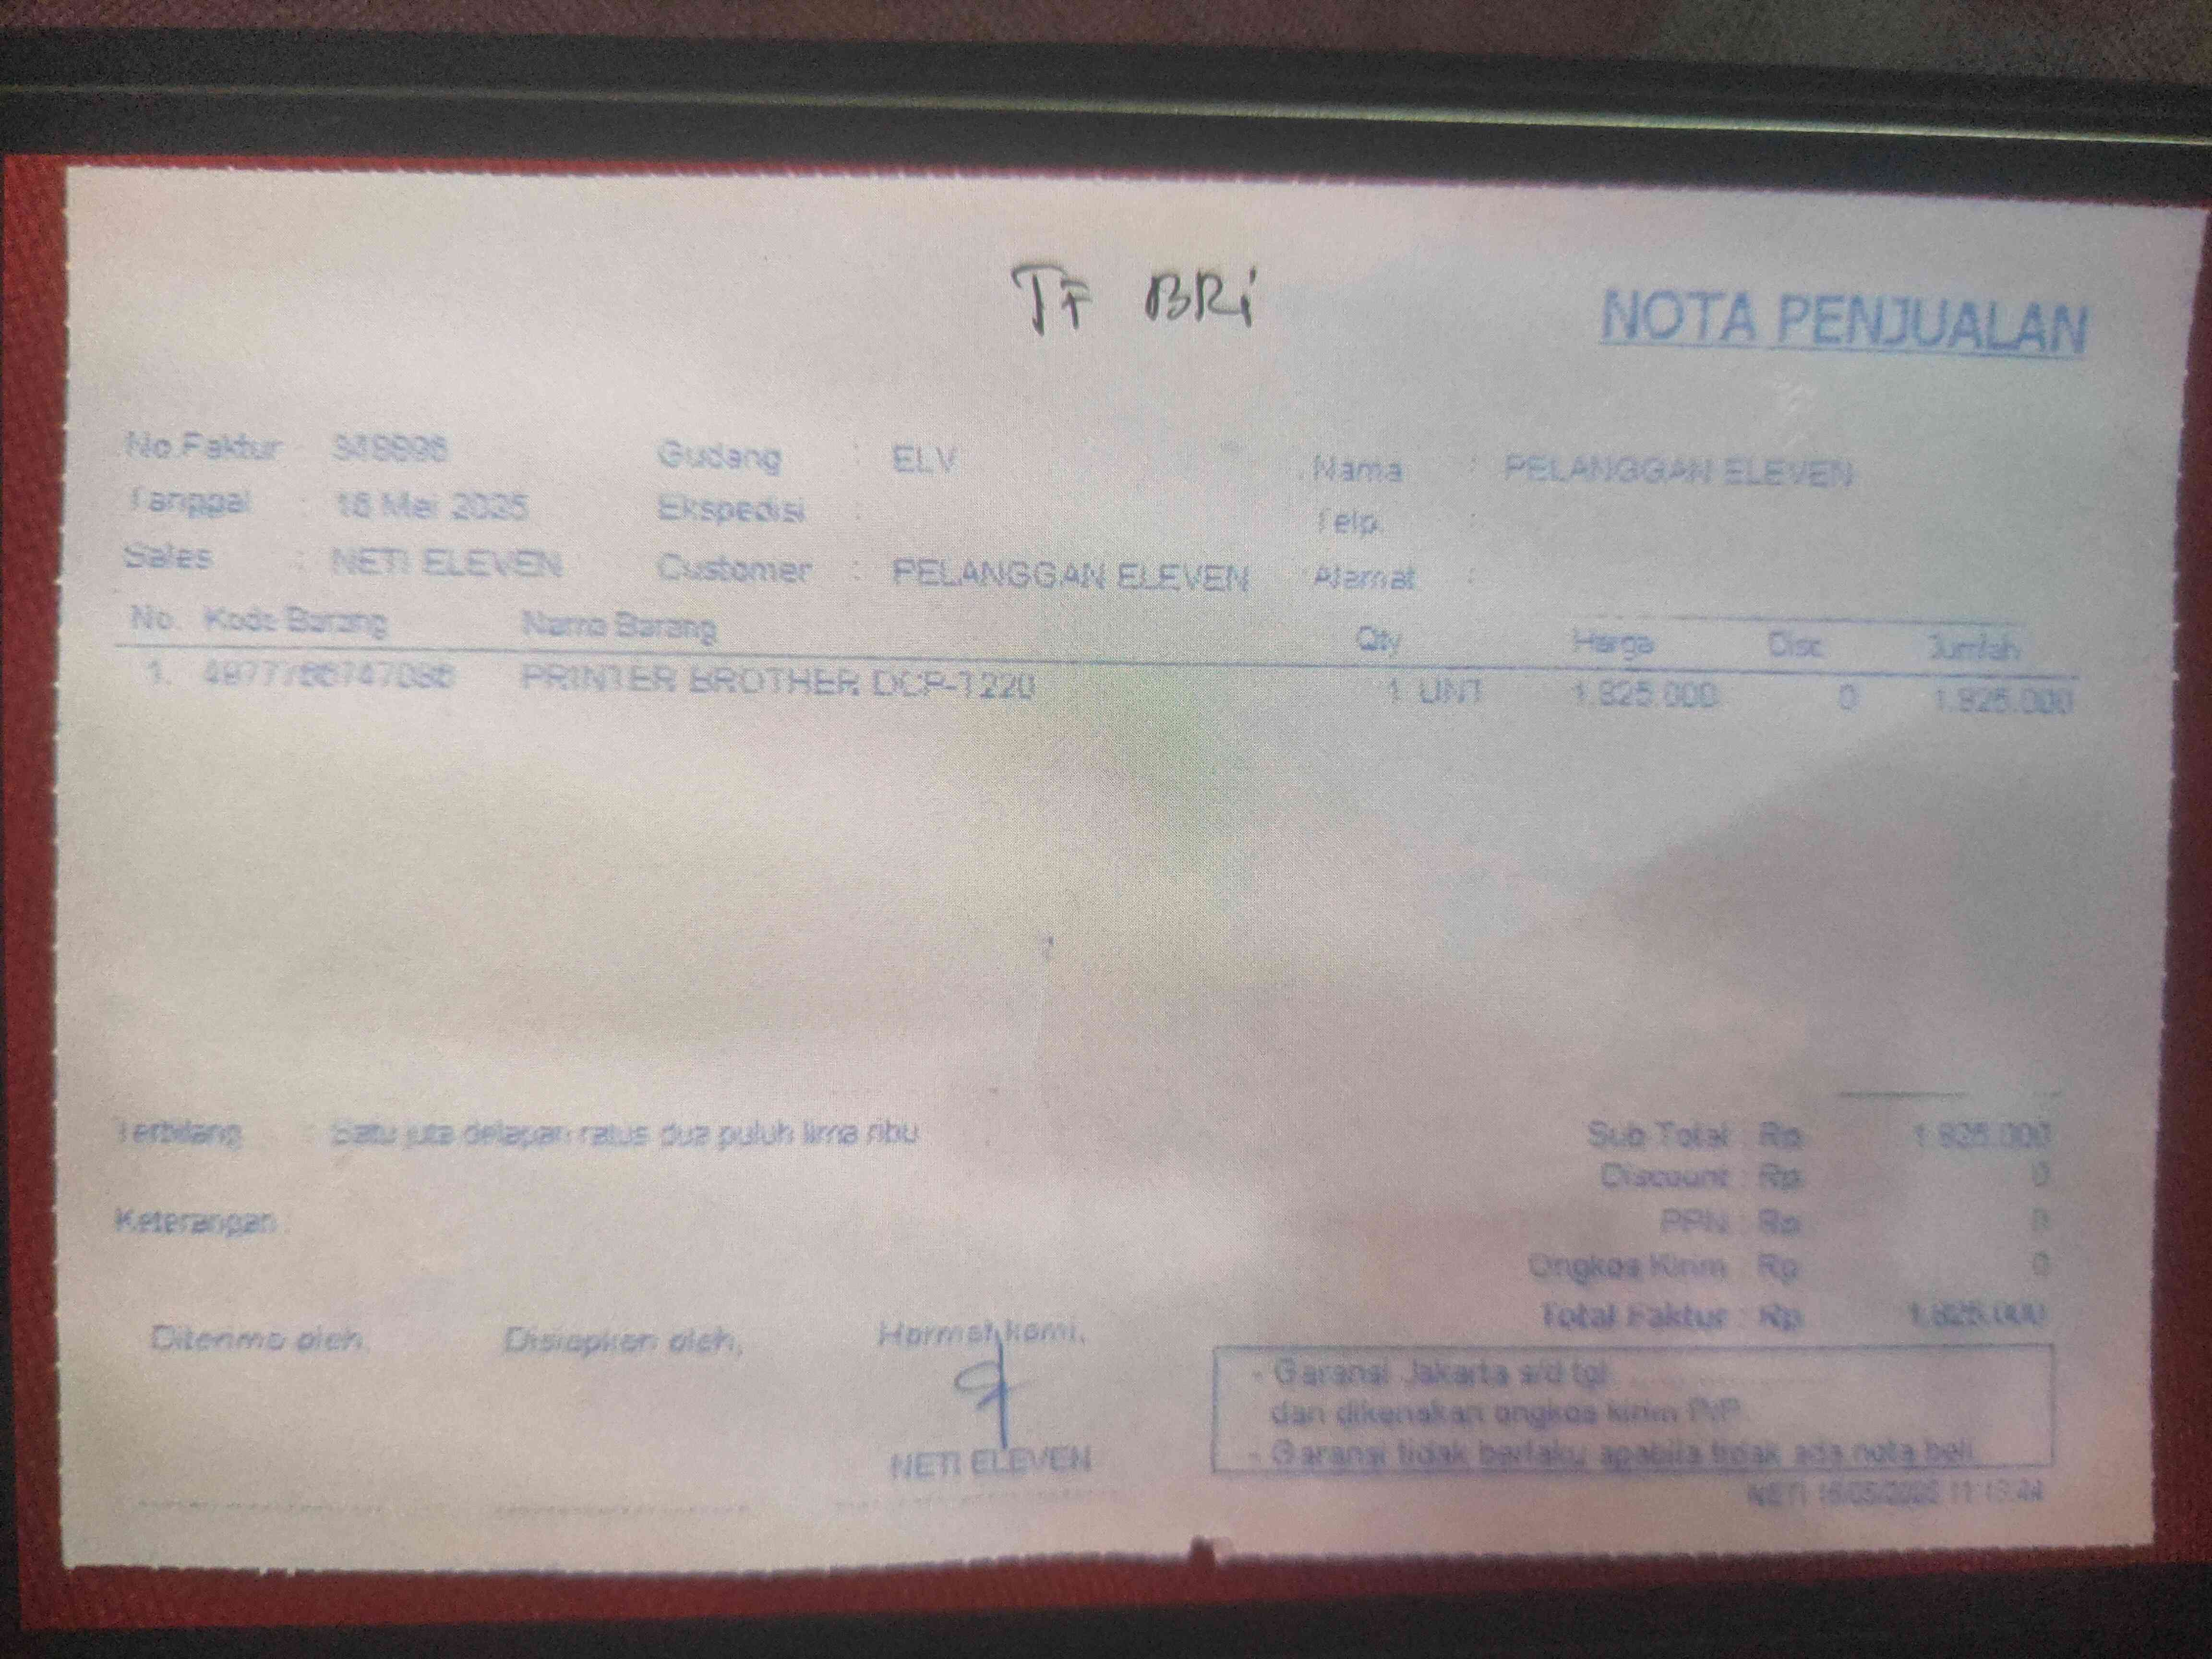 TF BRi
NOTA PENJUALAN
No.Faktur
Gudang : ELV
Nama : PELANGGAN ELEVEN
Tanggal : Mei 2025
Ekspedisi :
Telp. :
Sales : NETI ELEVEN
Customer : PELANGGAN ELEVEN
Alamat :
No. Kode Barang Nama Barang Qty Harga Disc Jumlah
1. PRINTER BROTHER DCP-T220 1 UNT 1.825.000 0 1.825.000
Terbilang : Satu juta delapan ratus dua puluh lima ribu
Sub Total : Rp 1.825.000
Discount : Rp 0
Keterangan :
PPN : Rp 0
Ongkos Kirim : Rp 0
Total Faktur : Rp 1.825.000
Diterima oleh, Disiapkan oleh, Hormat kami,
NETI ELEVEN
- Garansi Jakarta s/d tgl
dan dikenakan ongkos kirim P/P.
- Garansi tidak berlaku apabila tidak ada nota beli.
NETI